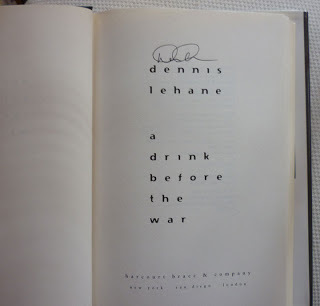 dennis
lehane
a
drink
before
the
war
harcourt brace & company
new york san diego london